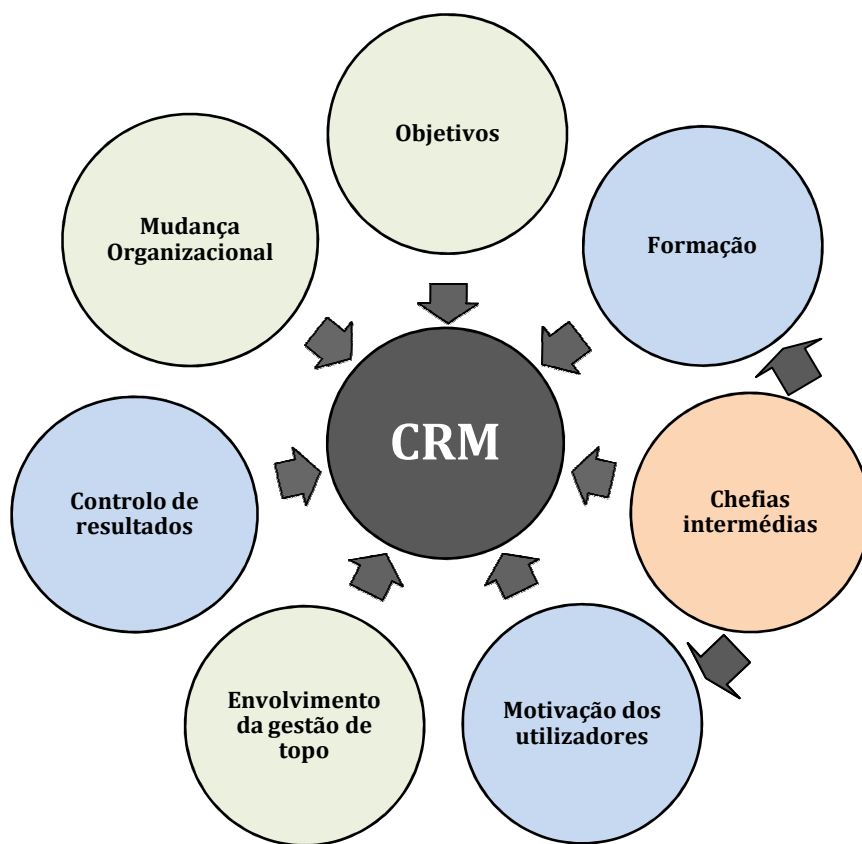 Objetivos
Mudança
Organizacional
Formação
CRM
Controlo de
resultados
Chefias
intermédias
Envolvimento
da gestão de
topo
Motivação dos
utilizadores